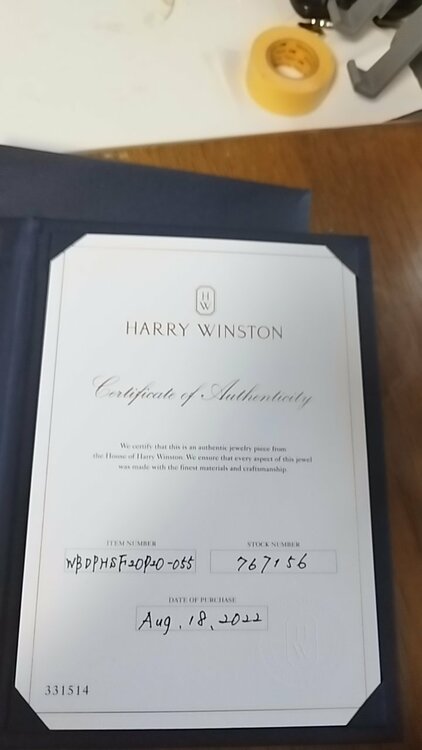 H
W
HARRY WINSTON
Certificate of Authenticity
We certify that this is an authentic jewelry piece from
the House of Harry Winston. We ensure that every aspect of this jewel
was made with the finest materials and craftsmanship.
ITEM NUMBER STOCK NUMBER
WBDPHSF20P20-055 767156
DATE OF PURCHASE
Aug, 18, 2022
H
W
331514